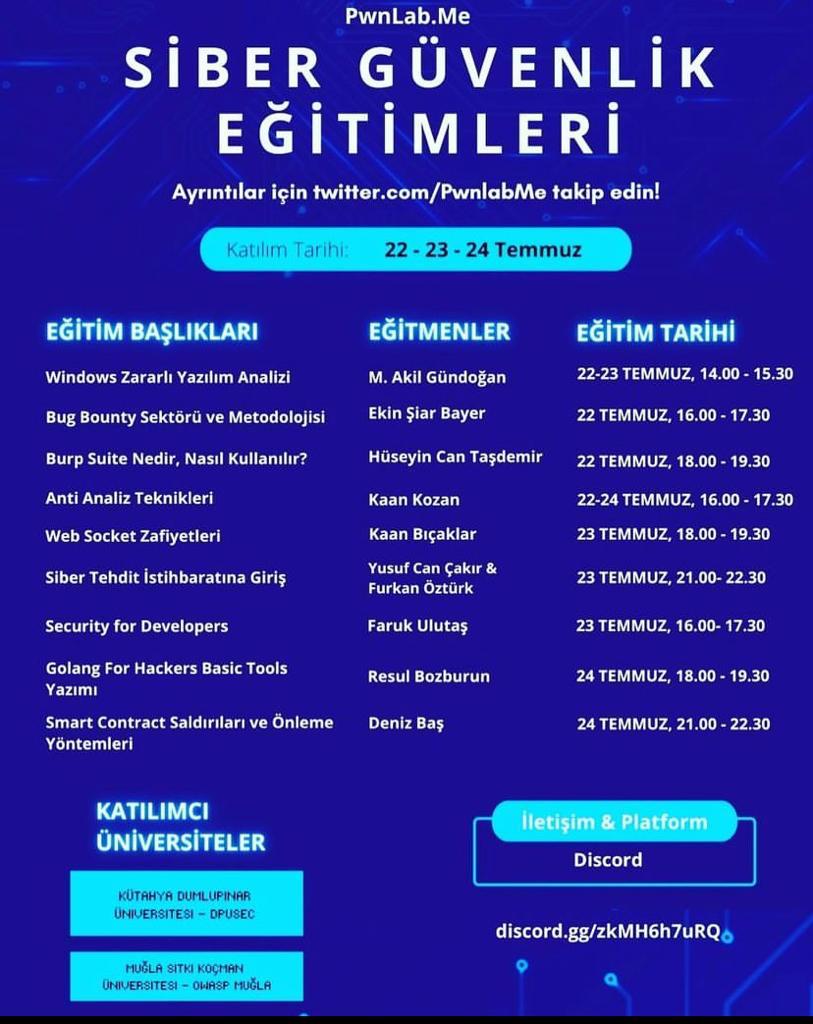 PwnLab.Me
SİBER GÜVENLİK
EĞİTİMLERİ
Ayrıntılar için twitter.com/PwnlabMe takip edin!
Katılım Tarihi: 22 - 23 - 24 Temmuz
EĞİTİM BAŞLIKLARI EĞİTMENLER EĞİTİM TARİHİ
Windows Zararlı Yazılım Analizi M. Akil Gündoğan 22-23 TEMMUZ, 14.00 - 15.30
Bug Bounty Sektörü ve Metodolojisi Ekin Şiar Bayer 22 TEMMUZ, 16.00 - 17.30
Burp Suite Nedir, Nasıl Kullanılır? Hüseyin Can Taşdemir 22 TEMMUZ, 18.00 - 19.30
Anti Analiz Teknikleri Kaan Kozan 22-24 TEMMUZ, 16.00 - 17.30
Web Socket Zafiyetleri Kaan Bıçaklar 23 TEMMUZ, 18.00 - 19.30
Siber Tehdit İstihbaratına Giriş Yusuf Can Çakır & 23 TEMMUZ, 21.00- 22.30
Furkan Öztürk
Security for Developers Faruk Ulutaş 23 TEMMUZ, 16.00- 17.30
Golang For Hackers Basic Tools Resul Bozburun 24 TEMMUZ, 18.00 - 19.30
Yazımı
Smart Contract Saldırıları ve Önleme Deniz Baş 24 TEMMUZ, 21.00 - 22.30
Yöntemleri
KATILIMCI
ÜNİVERSİTELER
KÜTAHYA DUMLUPINAR
ÜNIVERSITESI - DPUSEC
MUĞLA SITKI KOÇMAN
ÜNIVERSITESI - OWASP MUĞLA
İletişim & Platform
Discord
discord.gg/zkMH6h7uRQ